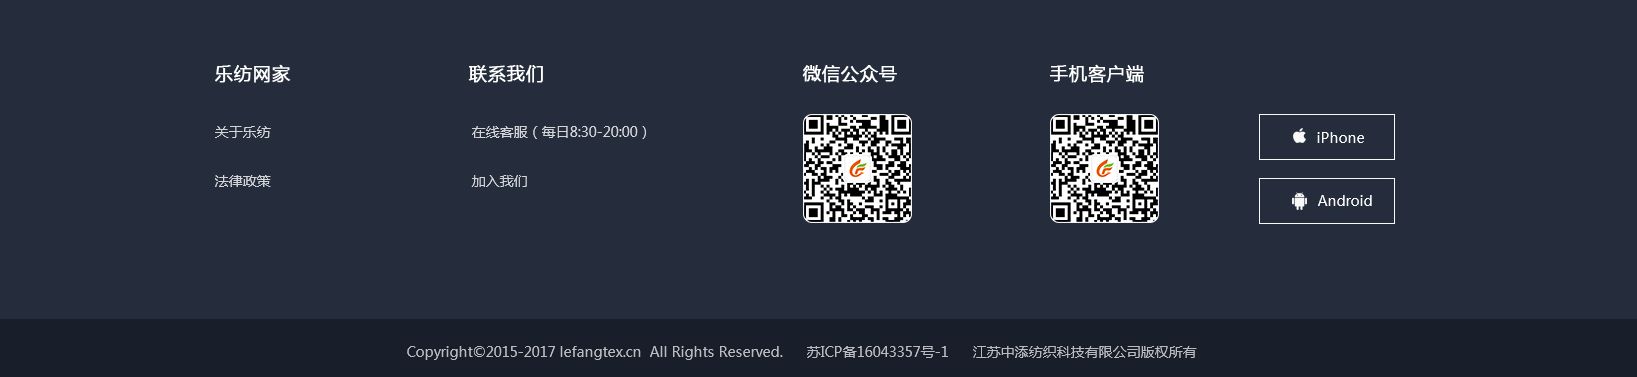 乐纺网家
关于乐纺
法律政策
联系我们
在线客服（每日8:30-20:00）
加入我们
微信公众号
手机客户端
iPhone
Android
Copyright©2015-2017 lefangtex.cn  All Rights Reserved.  苏ICP备16043357号-1  江苏中添纺织科技有限公司版权所有